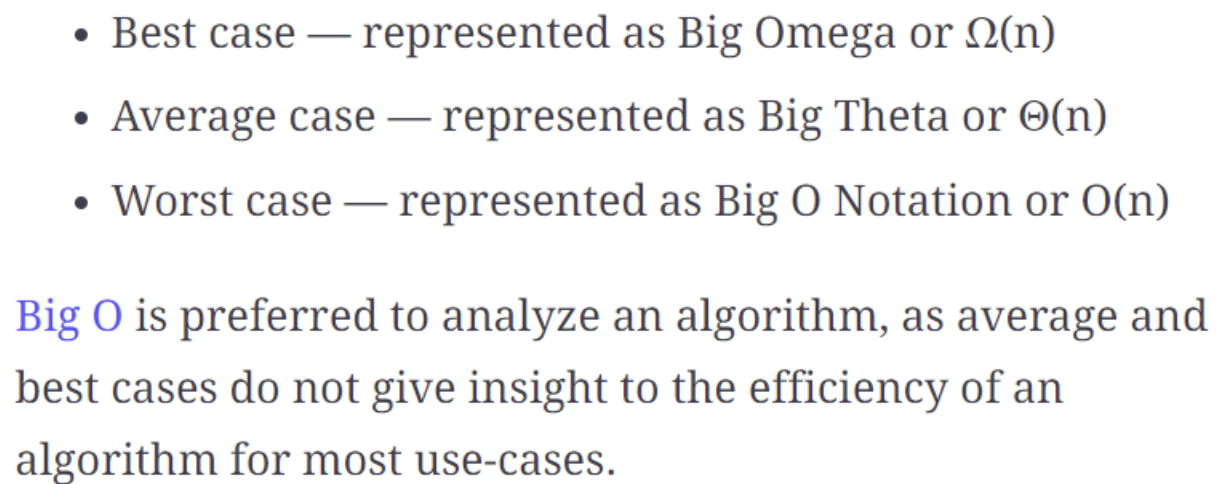 • Best case — represented as Big Omega or Ω(n)
• Average case — represented as Big Theta or Θ(n)
• Worst case — represented as Big O Notation or O(n)
Big O is preferred to analyze an algorithm, as average and
best cases do not give insight to the efficiency of an
algorithm for most use-cases.